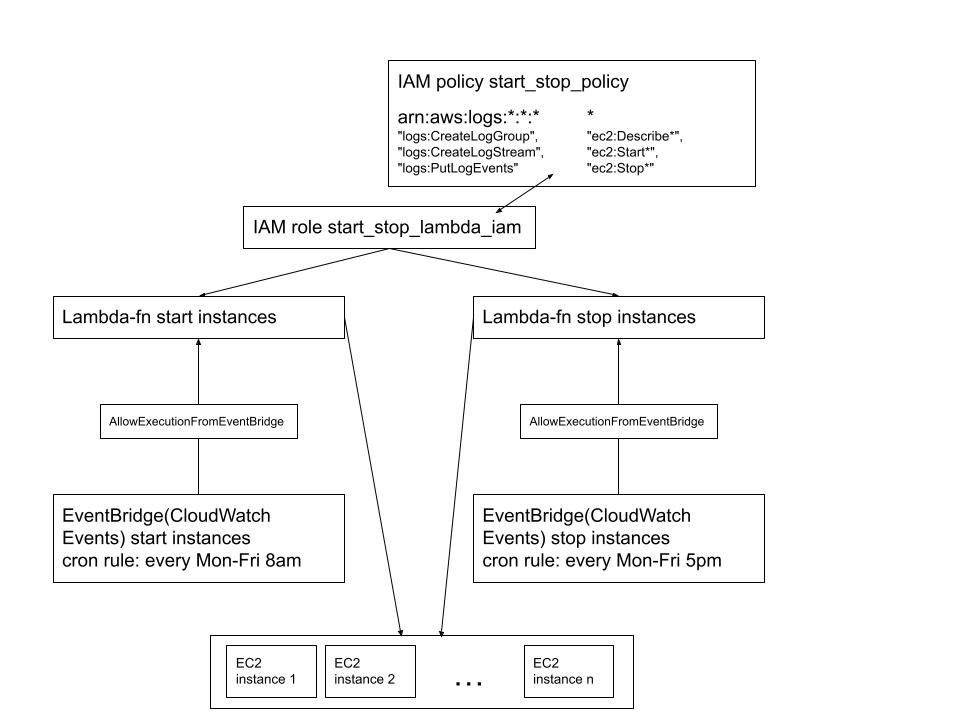 IAM policy start_stop_policy
arn:aws:logs:*:*:*
"logs:CreateLogGroup",
"logs:CreateLogStream",
"logs:PutLogEvents"
*
"ec2:Describe*",
"ec2:Start*",
"ec2:Stop*"
IAM role start_stop_lambda_iam
Lambda-fn start instances
Lambda-fn stop instances
AllowExecutionFromEventBridge
AllowExecutionFromEventBridge
EventBridge(CloudWatch
Events) start instances
cron rule: every Mon-Fri 8am
EventBridge(CloudWatch
Events) stop instances
cron rule: every Mon-Fri 5pm
EC2
instance 1
EC2
instance 2
...
EC2
instance n